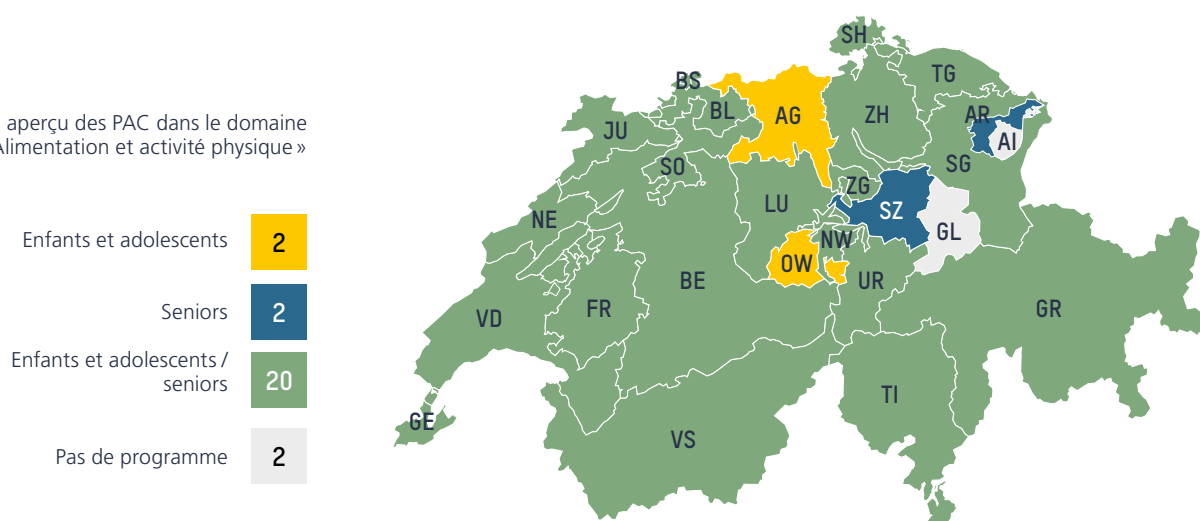 aperçu des PAC dans le domaine
Alimentation et activité physique »
Enfants et adolescents 2
Seniors 2
Enfants et adolescents /
seniors 20
Pas de programme 2
SH
BS
BL
AG
ZH
TG
JU
SO
AR
AI
SG
ZG
LU
SZ
NE
NW
GL
OW
BE
UR
FR
VD
GR
TI
GE
VS